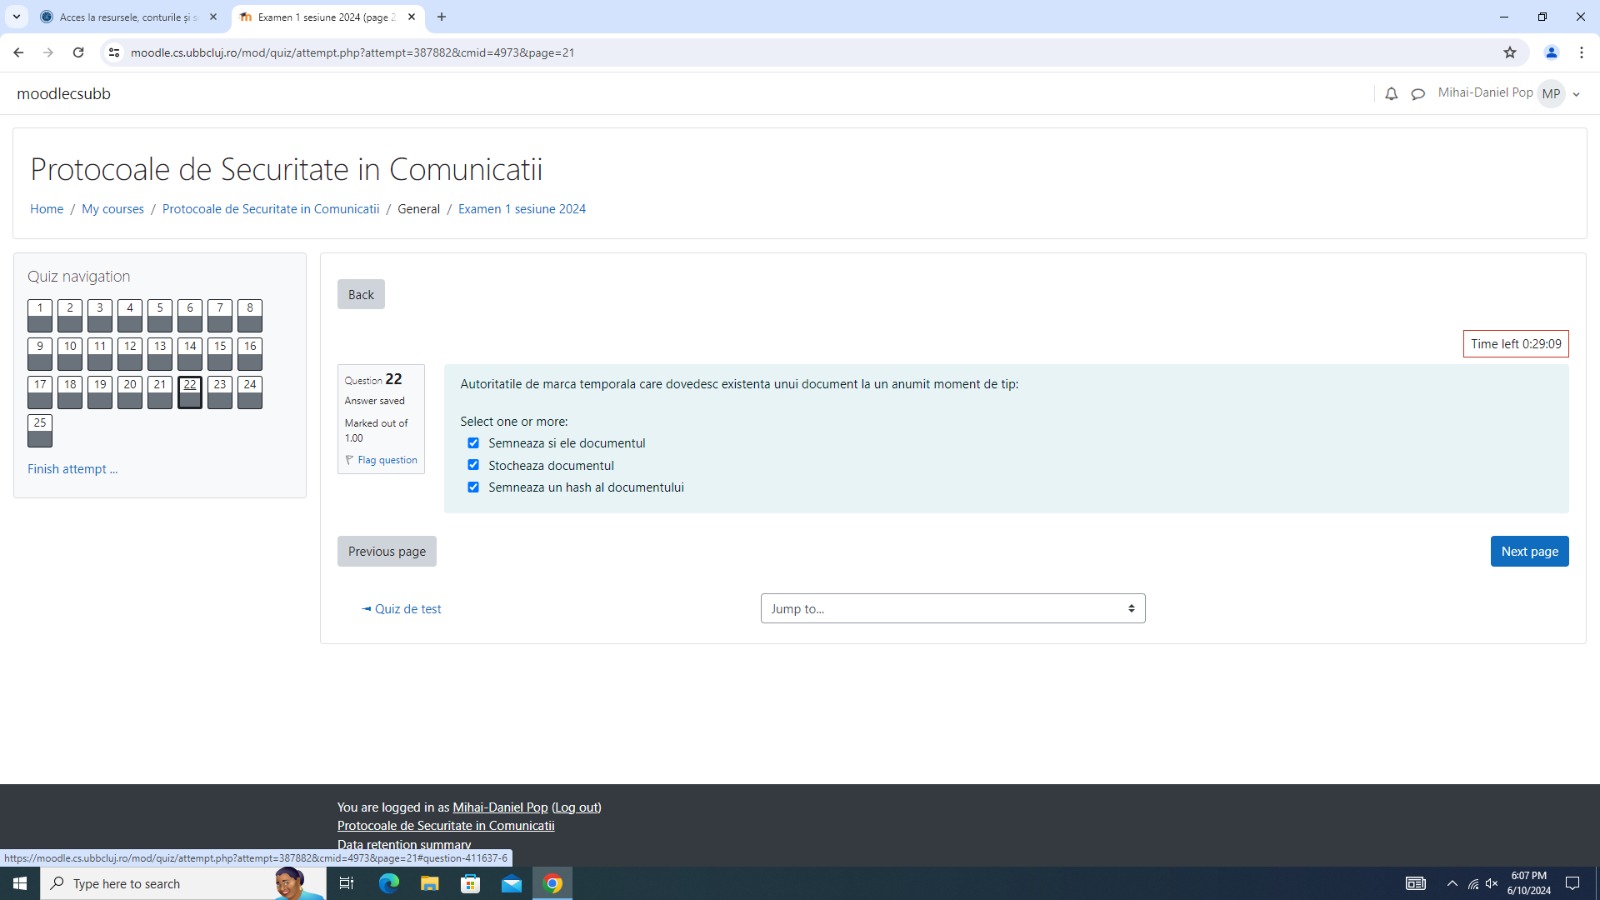 Acces la resursele, conturile și s
Examen 1 sesiune 2024 (page 2
moodle.cs.ubbcluj.ro/mod/quiz/attempt.php?attempt=387882&cmid=4973&page=21
moodlecsubb
Mihai-Daniel Pop MP
Protocoale de Securitate in Comunicatii
Home / My courses / Protocoale de Securitate in Comunicatii / General / Examen 1 sesiune 2024
Quiz navigation
1 2 3 4 5 6 7 8
9 10 11 12 13 14 15 16
17 18 19 20 21 22 23 24
25
Finish attempt ...
Back
Time left 0:29:09
Question 22
Answer saved
Marked out of
1.00
Flag question
Autoritatile de marca temporala care dovedesc existenta unui document la un anumit moment de tip:
Select one or more:
Semneaza si ele documentul
Stocheaza documentul
Semneaza un hash al documentului
Previous page
Next page
◄ Quiz de test
Jump to...
You are logged in as Mihai-Daniel Pop (Log out)
Protocoale de Securitate in Comunicatii
Data retention summary
https://moodle.cs.ubbcluj.ro/mod/quiz/attempt.php?attempt=387882&cmid=4973&page=21#question-411637-6
Type here to search
6:07 PM
6/10/2024